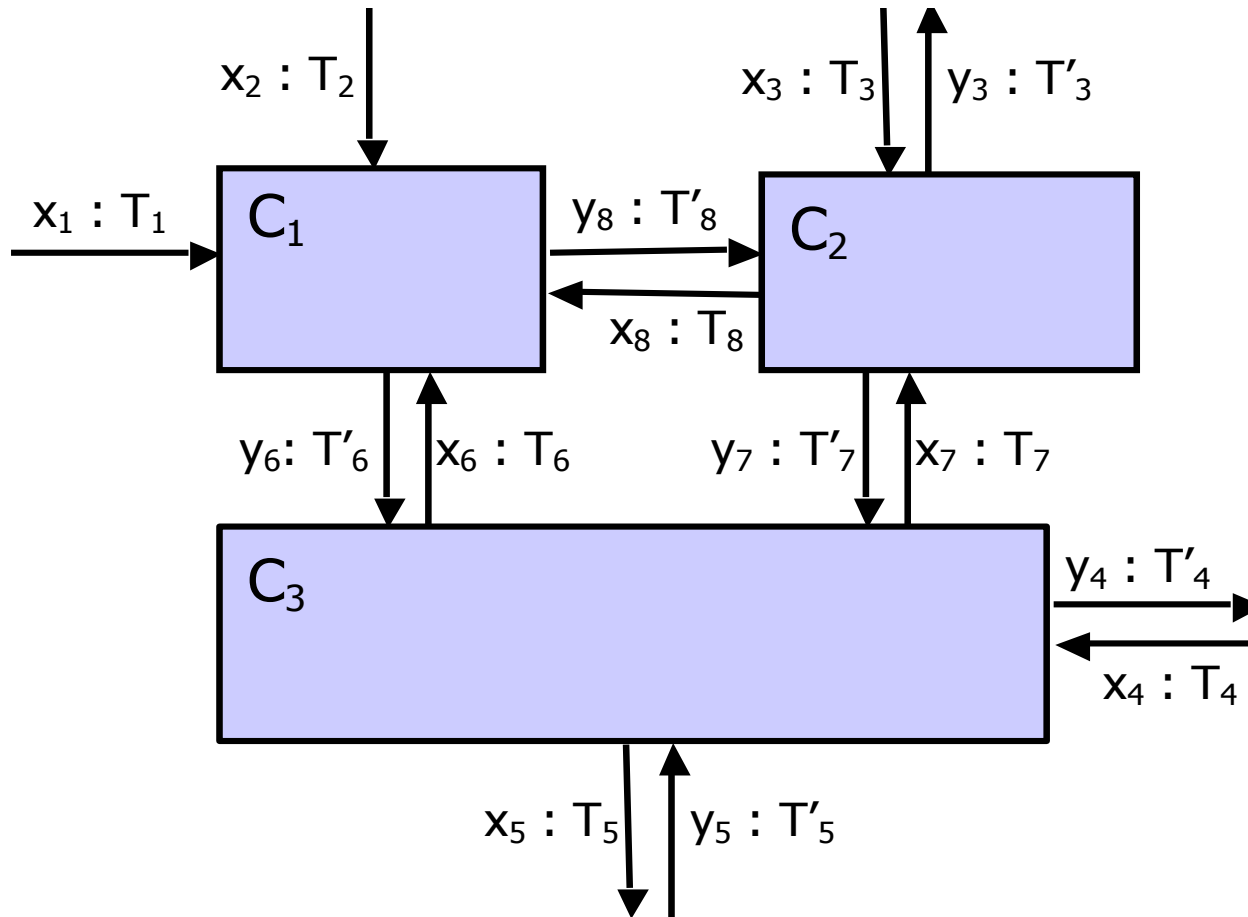 x₂ : T₂
x₃ : T₃
y₃ : T′₃
x₁ : T₁
C₁
y₈ : T′₈
C₂
x₈ : T₈
y₆: T′₆
x₆ : T₆
y₇ : T′₇
x₇ : T₇
C₃
y₄ : T′₄
x₄ : T₄
x₅ : T₅
y₅ : T′₅